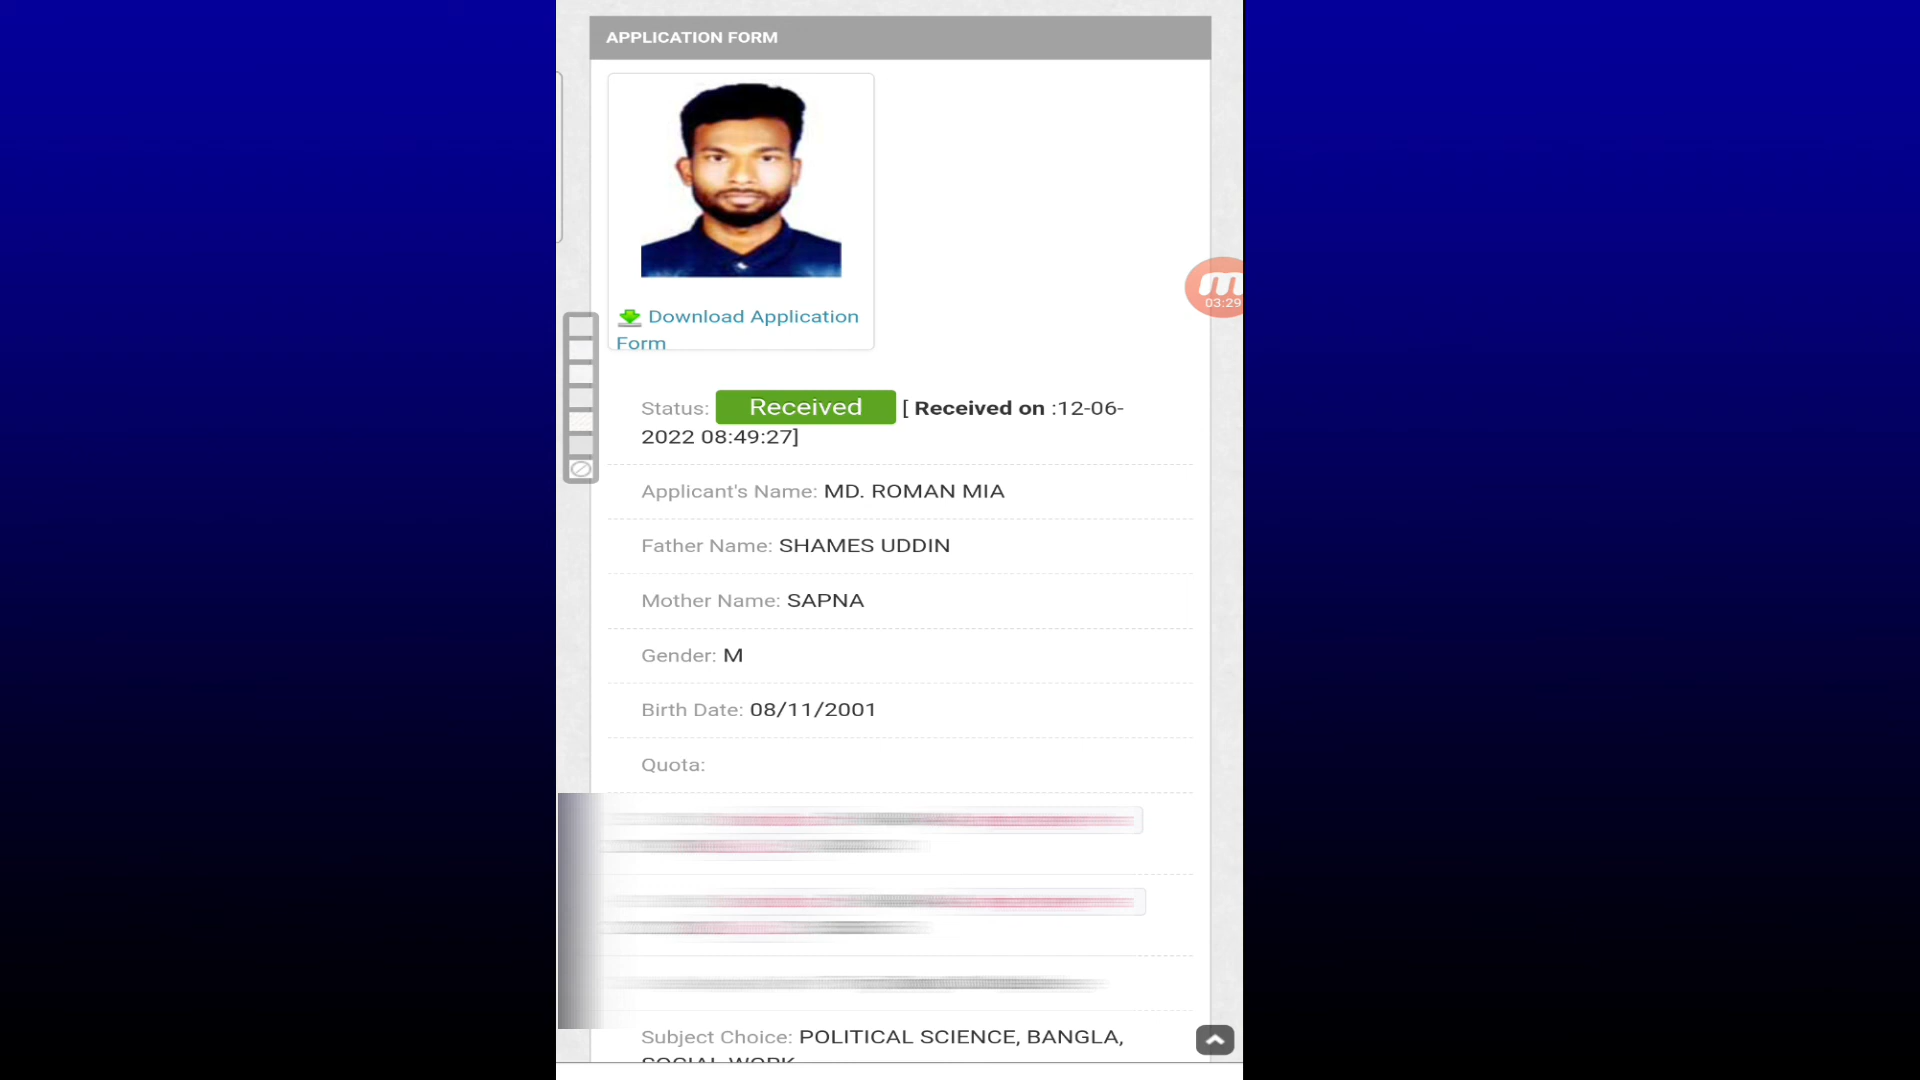 APPLICATION FORM
Download Application
Form
03:29
Status: Received [ Received on :12-06-
2022 08:49:27]
Applicant's Name: MD. ROMAN MIA
Father Name: SHAMES UDDIN
Mother Name: SAPNA
Gender: M
Birth Date: 08/11/2001
Quota:
Subject Choice: POLITICAL SCIENCE, BANGLA,
SOCIAL WORK